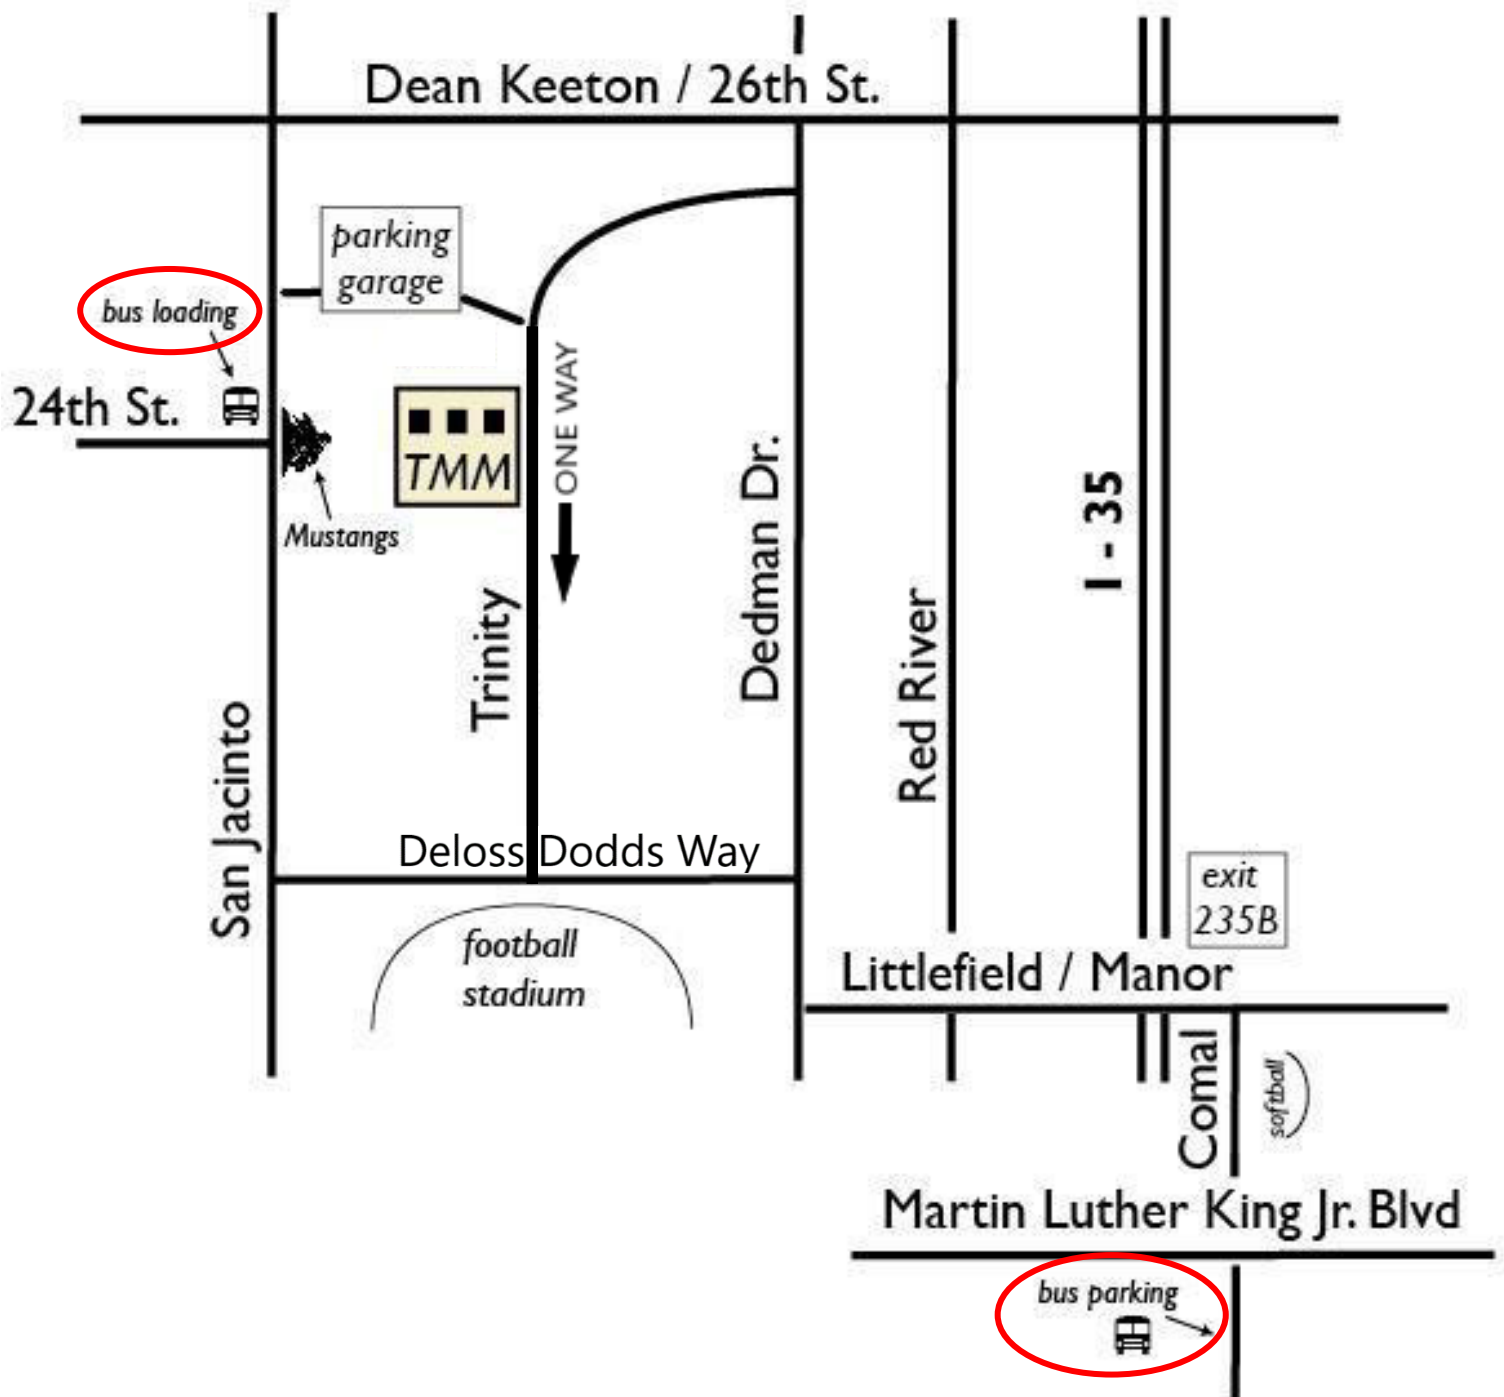 Dean Keeton / 26th St.
parking
garage
bus loading
24th St.
TMM
ONE WAY
Mustangs
Trinity
Dedman Dr.
I - 35
Red River
San Jacinto
Deloss Dodds Way
exit
235B
football
stadium
Littlefield / Manor
Comal
softball
Martin Luther King Jr. Blvd
bus parking